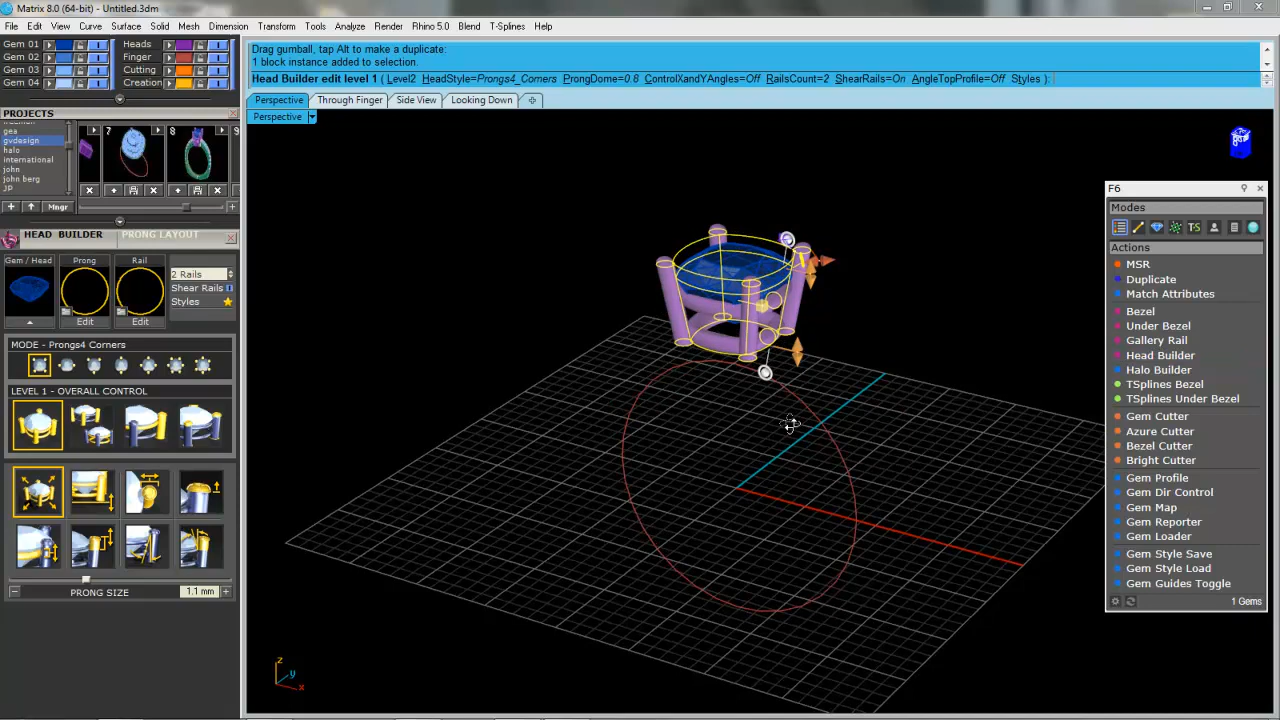 Matrix 8.0 (64-bit) - Untitled.3dm
File Edit View Curve Surface Solid Mesh Dimension Transform Tools Analyze Render Rhino 5.0 Blend T-Splines Help
Gem 01 Heads
Gem 02 Finger
Gem 03 Cutting
Gem 04 Creation
Drag gumball, tap Alt to make a duplicate:
1 block instance added to selection.
Head Builder edit level 1 ( Level2 HeadStyle=Prongs4_Corners ProngDome=0.8 ControlXandYAngles=Off RailsCount=2 ShearRails=On AngleTopProfile=Off Styles ):
Perspective Through Finger Side View Looking Down
Perspective
PROJECTS
gea
gvdesign
halo
international
john
john berg
JP
7 8 9
Mngr
HEAD BUILDER PRONG LAYOUT
Gem / Head Prong Rail
2 Rails
Shear Rails
Styles
Edit Edit
MODE - Prongs4 Corners
LEVEL 1 - OVERALL CONTROL
PRONG SIZE 1.1 mm
z
y
x
F6
Modes
TS
Actions
MSR
Duplicate
Match Attributes
Bezel
Under Bezel
Gallery Rail
Head Builder
Halo Builder
TSplines Bezel
TSplines Under Bezel
Gem Cutter
Azure Cutter
Bezel Cutter
Bright Cutter
Gem Profile
Gem Dir Control
Gem Map
Gem Reporter
Gem Loader
Gem Style Save
Gem Style Load
Gem Guides Toggle
1 Gems